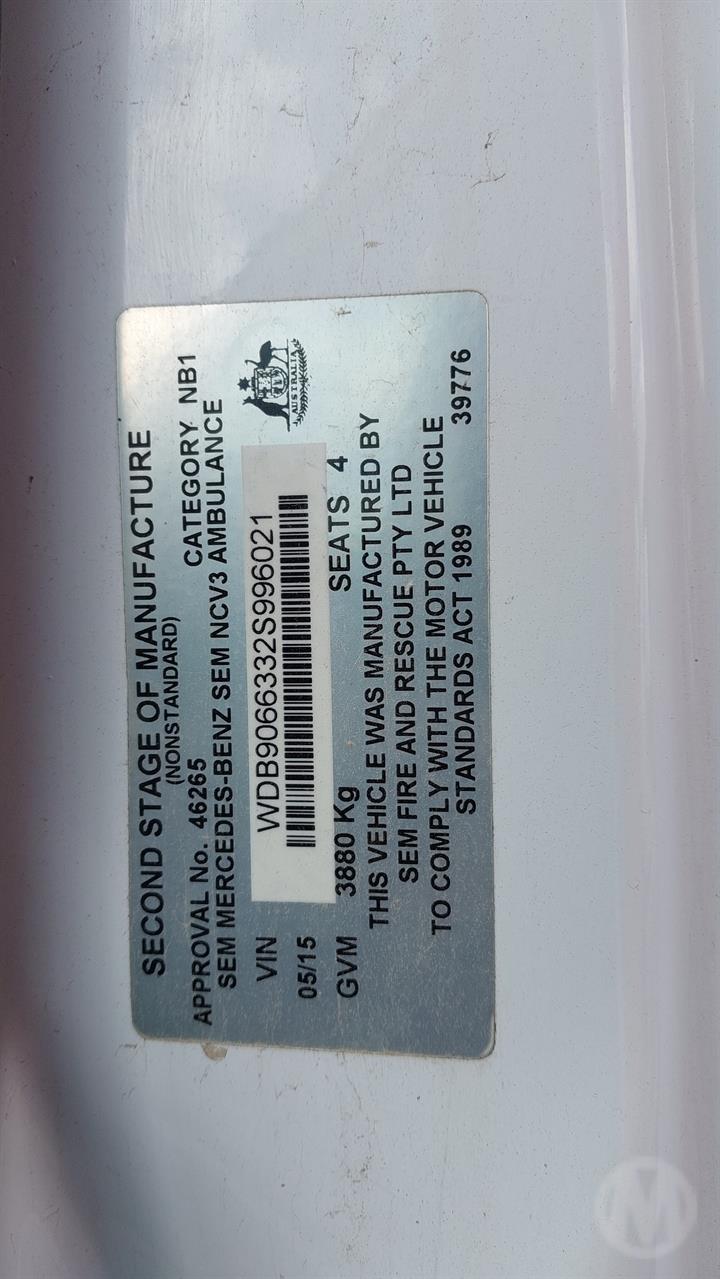 SECOND STAGE OF MANUFACTURE
(NONSTANDARD)
APPROVAL No. 46265 CATEGORY NB1
SEM MERCEDES-BENZ SEM NCV3 AMBULANCE
VIN WDB9066332S996021
05/15
AUSTRALIA
GVM 3880 Kg SEATS 4
THIS VEHICLE WAS MANUFACTURED BY
SEM FIRE AND RESCUE PTY LTD
TO COMPLY WITH THE MOTOR VEHICLE
STANDARDS ACT 1989 39776
M